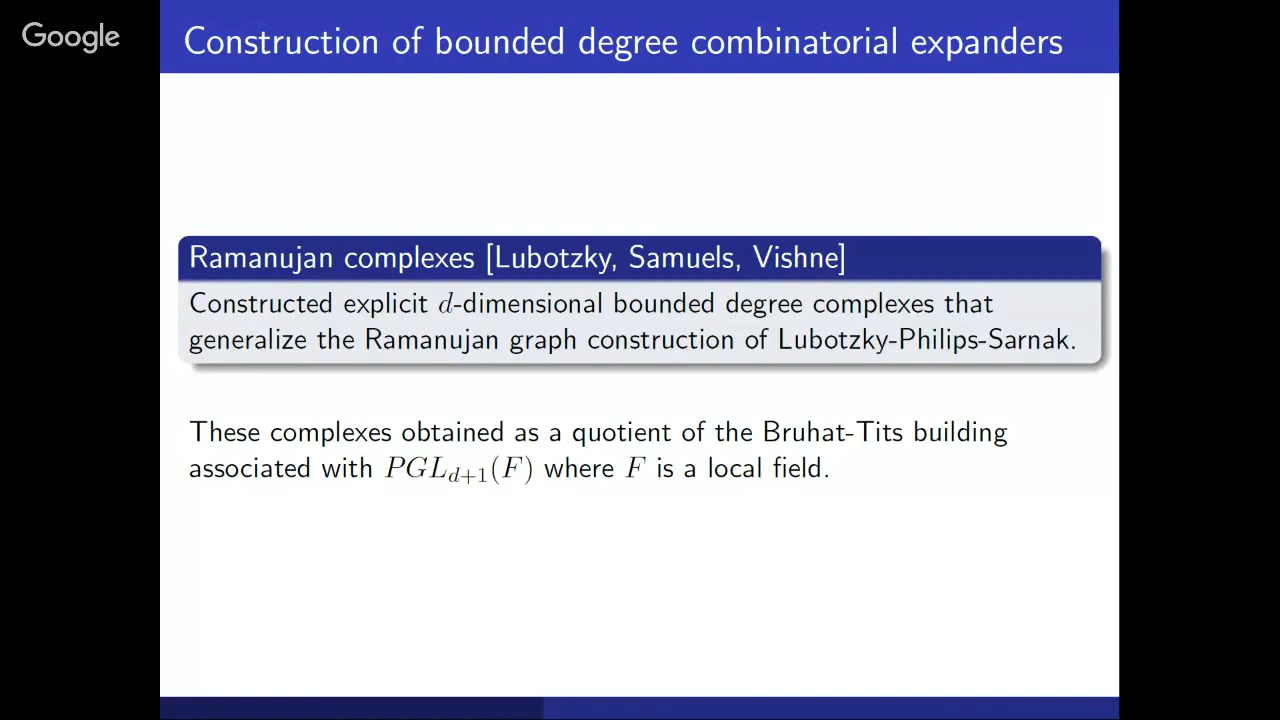 Google
Construction of bounded degree combinatorial expanders
Ramanujan complexes [Lubotzky, Samuels, Vishne]
Constructed explicit d-dimensional bounded degree complexes that
generalize the Ramanujan graph construction of Lubotzky-Philips-Sarnak.
These complexes obtained as a quotient of the Bruhat-Tits building
associated with PGL_{d+1}(F) where F is a local field.